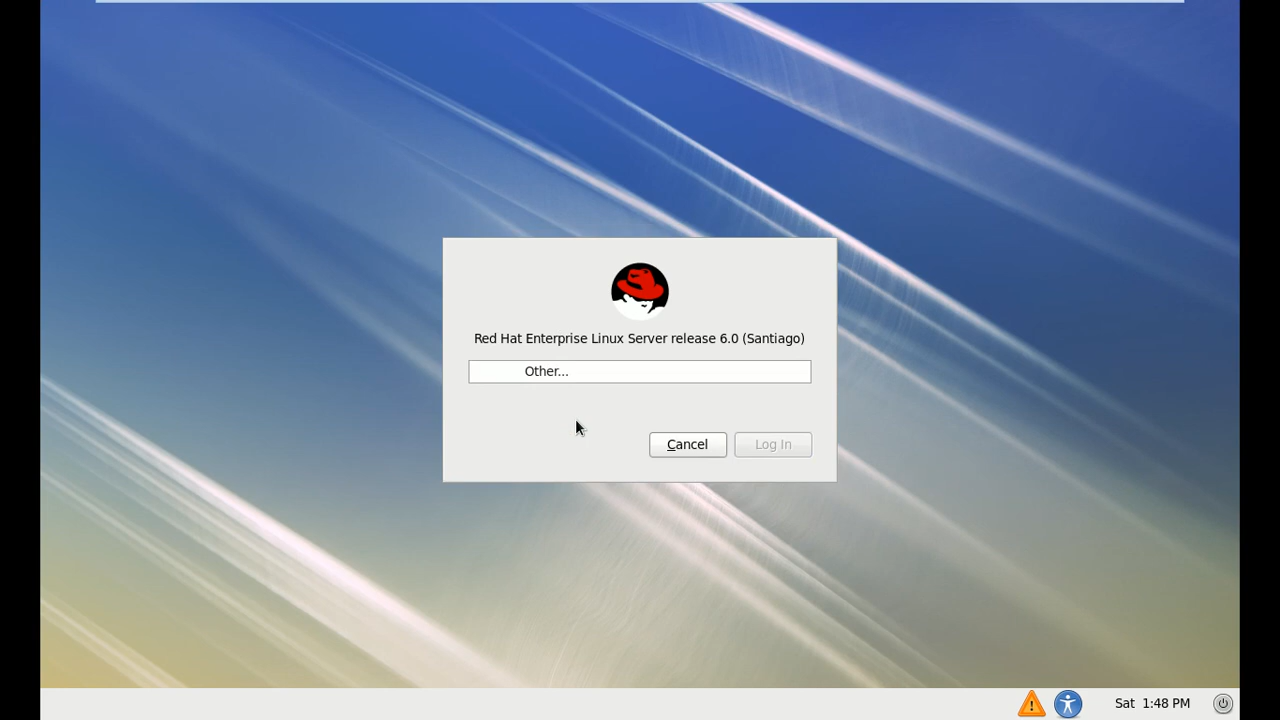 Red Hat Enterprise Linux Server release 6.0 (Santiago)
Other...
Cancel
Log In
Sat 1:48 PM